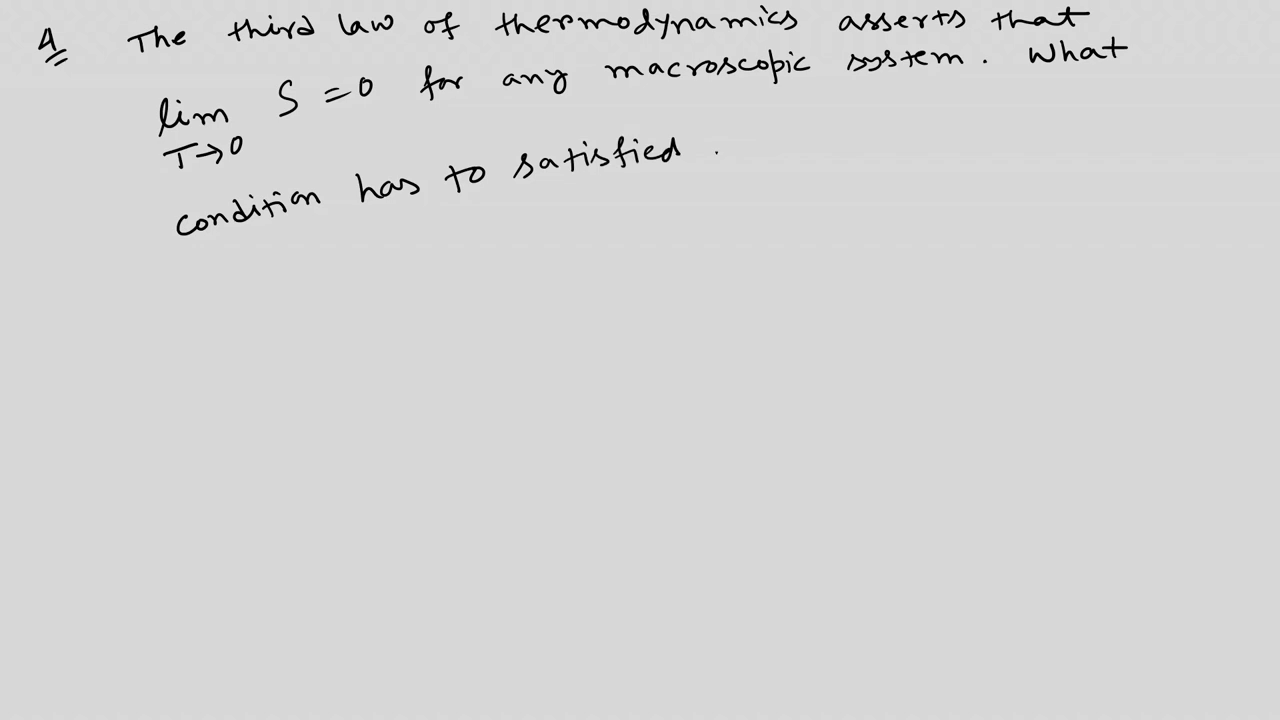 4 The third law of thermodynamics asserts that
lim S = 0 for any macroscopic system. What
T→0
condition has to satisfied.